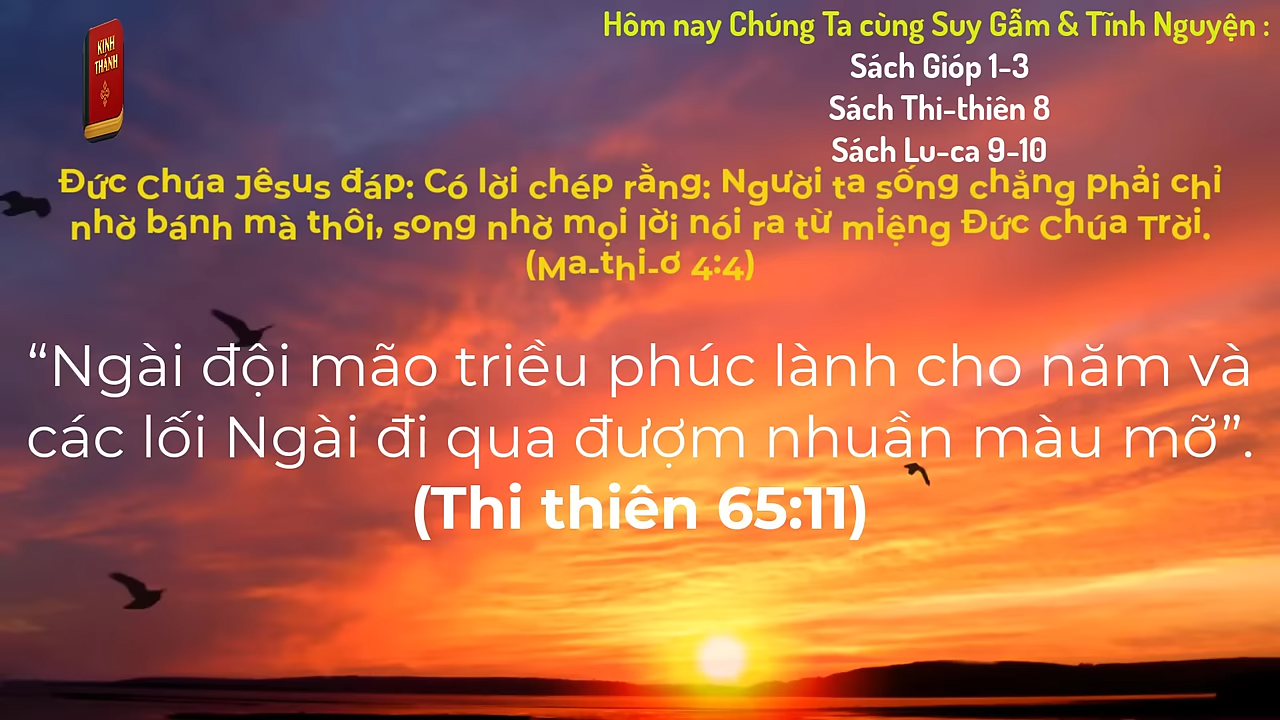 KINH
THÁNH
Hôm nay Chúng Ta cùng Suy Gẫm & Tĩnh Nguyện :
Sách Gióp 1-3
Sách Thi-thiên 8
Sách Lu-ca 9-10
Đức Chúa Jêsus đáp: Có lời chép rằng: Người ta sống chẳng phải chỉ
nhờ bánh mà thôi, song nhờ mọi lời nói ra từ miệng Đức Chúa Trời.
(Ma-thi-ơ 4:4)
“Ngài đội mão triều phúc lành cho năm và
các lối Ngài đi qua đượm nhuần màu mỡ”.
(Thi thiên 65:11)